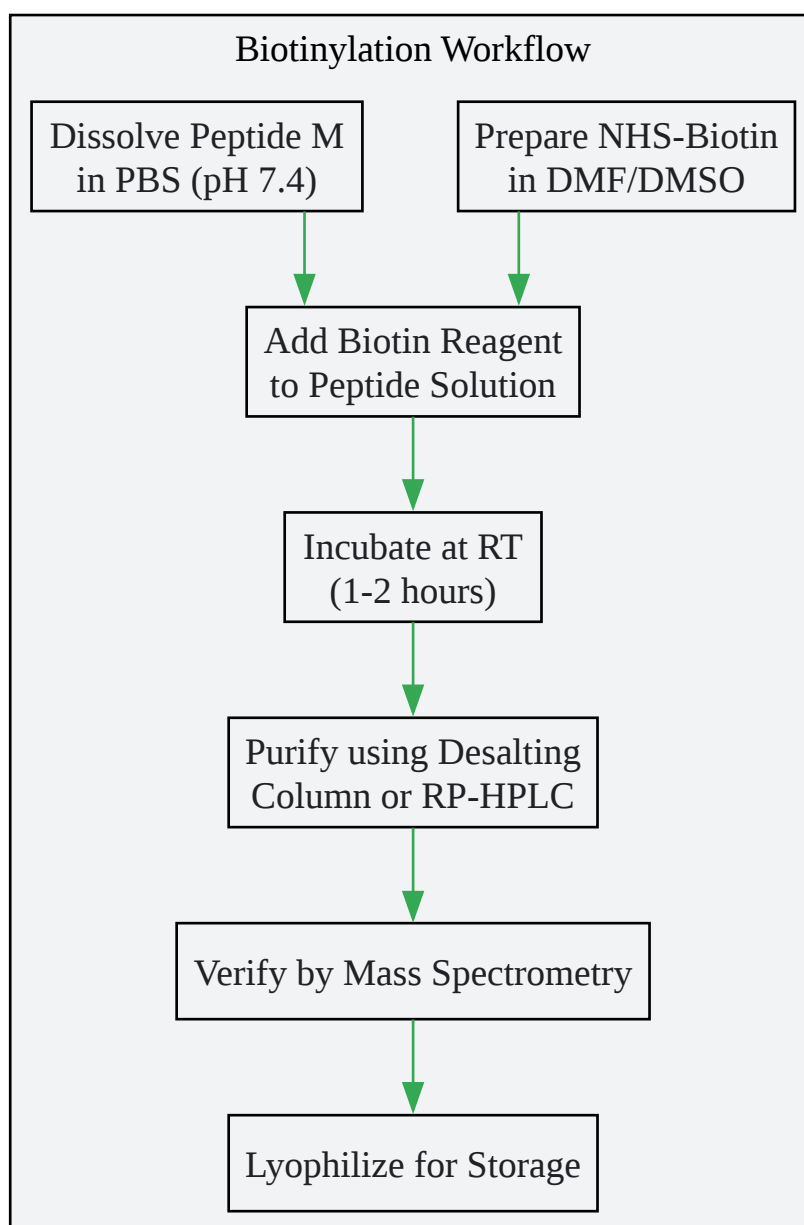 Biotinylation Workflow
Dissolve Peptide M
in PBS (pH 7.4)
Prepare NHS-Biotin
in DMF/DMSO
Add Biotin Reagent
to Peptide Solution
Incubate at RT
(1-2 hours)
Purify using Desalting
Column or RP-HPLC
Verify by Mass Spectrometry
Lyophilize for Storage